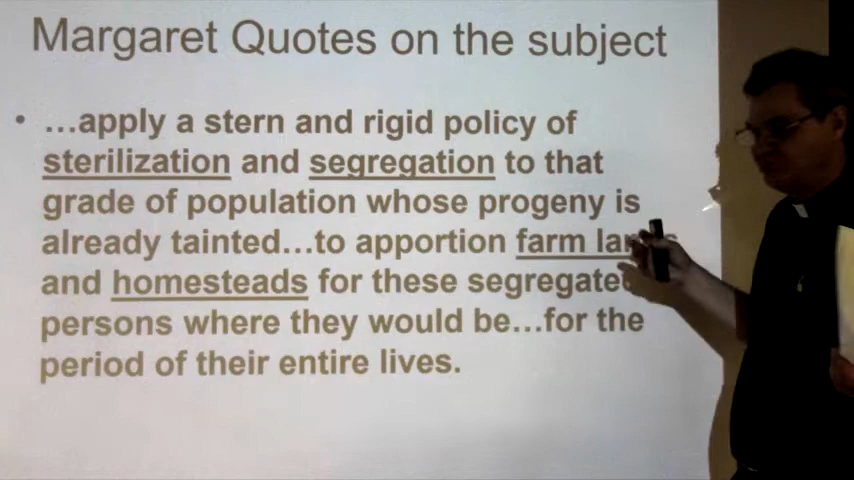 Margaret Quotes on the subject
• …apply a stern and rigid policy of
sterilization and segregation to that
grade of population whose progeny is
already tainted…to apportion farm
and homesteads for these
persons where they would be…for the
period of their entire lives.